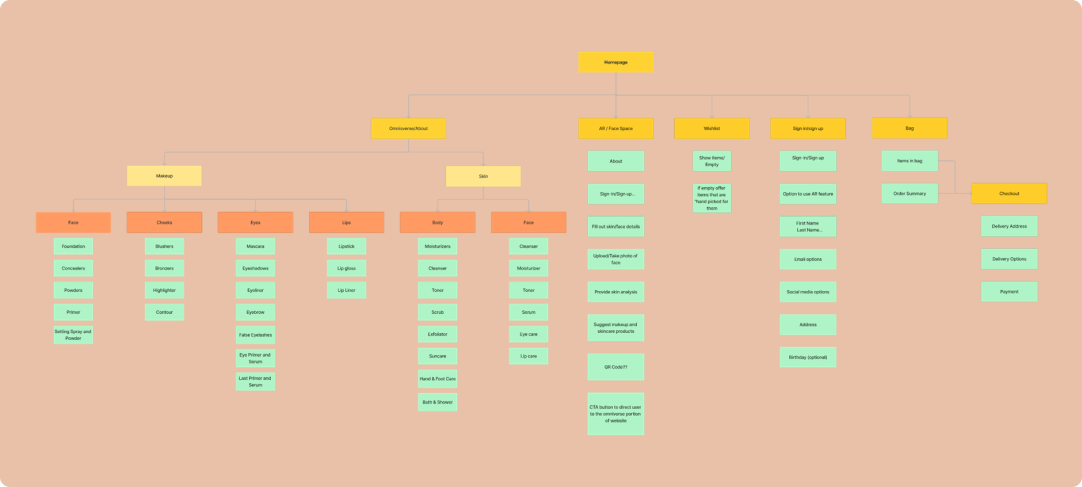 Homepage
Omniverse/About
AR / Face Space
Wishlist
Sign in/sign up
Bag
Makeup
Skin
Face
Cheeks
Eyes
Lips
Body
Face
Foundation
Concealers
Powders
Primer
Setting Spray and
Powder
Blushers
Bronzers
Highlighter
Contour
Mascara
Eyeshadows
Eyelinor
Eyebrow
False Eyelashes
Eye Primer and
Serum
Last Primer and
Serum
Lipstick
Lip gloss
Lip Linor
Moisturizers
Cleanser
Tonor
Scrub
Exfoliator
Suncare
Hand & Foot Care
Bath & Shower
Cleanser
Moisturizer
Tonor
Serum
Eye care
Lip care
About
Sign-in/Sign up...
Fill out skin/face details
Upload/Take photo of
face
Provide skin analysis
Suggest makeup and
skincare products
QR Code??
CTA button to direct user
to the omniverse portion
of website
Show items/
Empty
If empty offer
items that are
"hand picked for
them
Sign-in/Sign up
Option to use AR feature
First Name
Last Name...
Email options
Social media options
Address
Birthday (optional)
Items in bag
Order Summary
Checkout
Delivery Address
Delivery Options
Payment